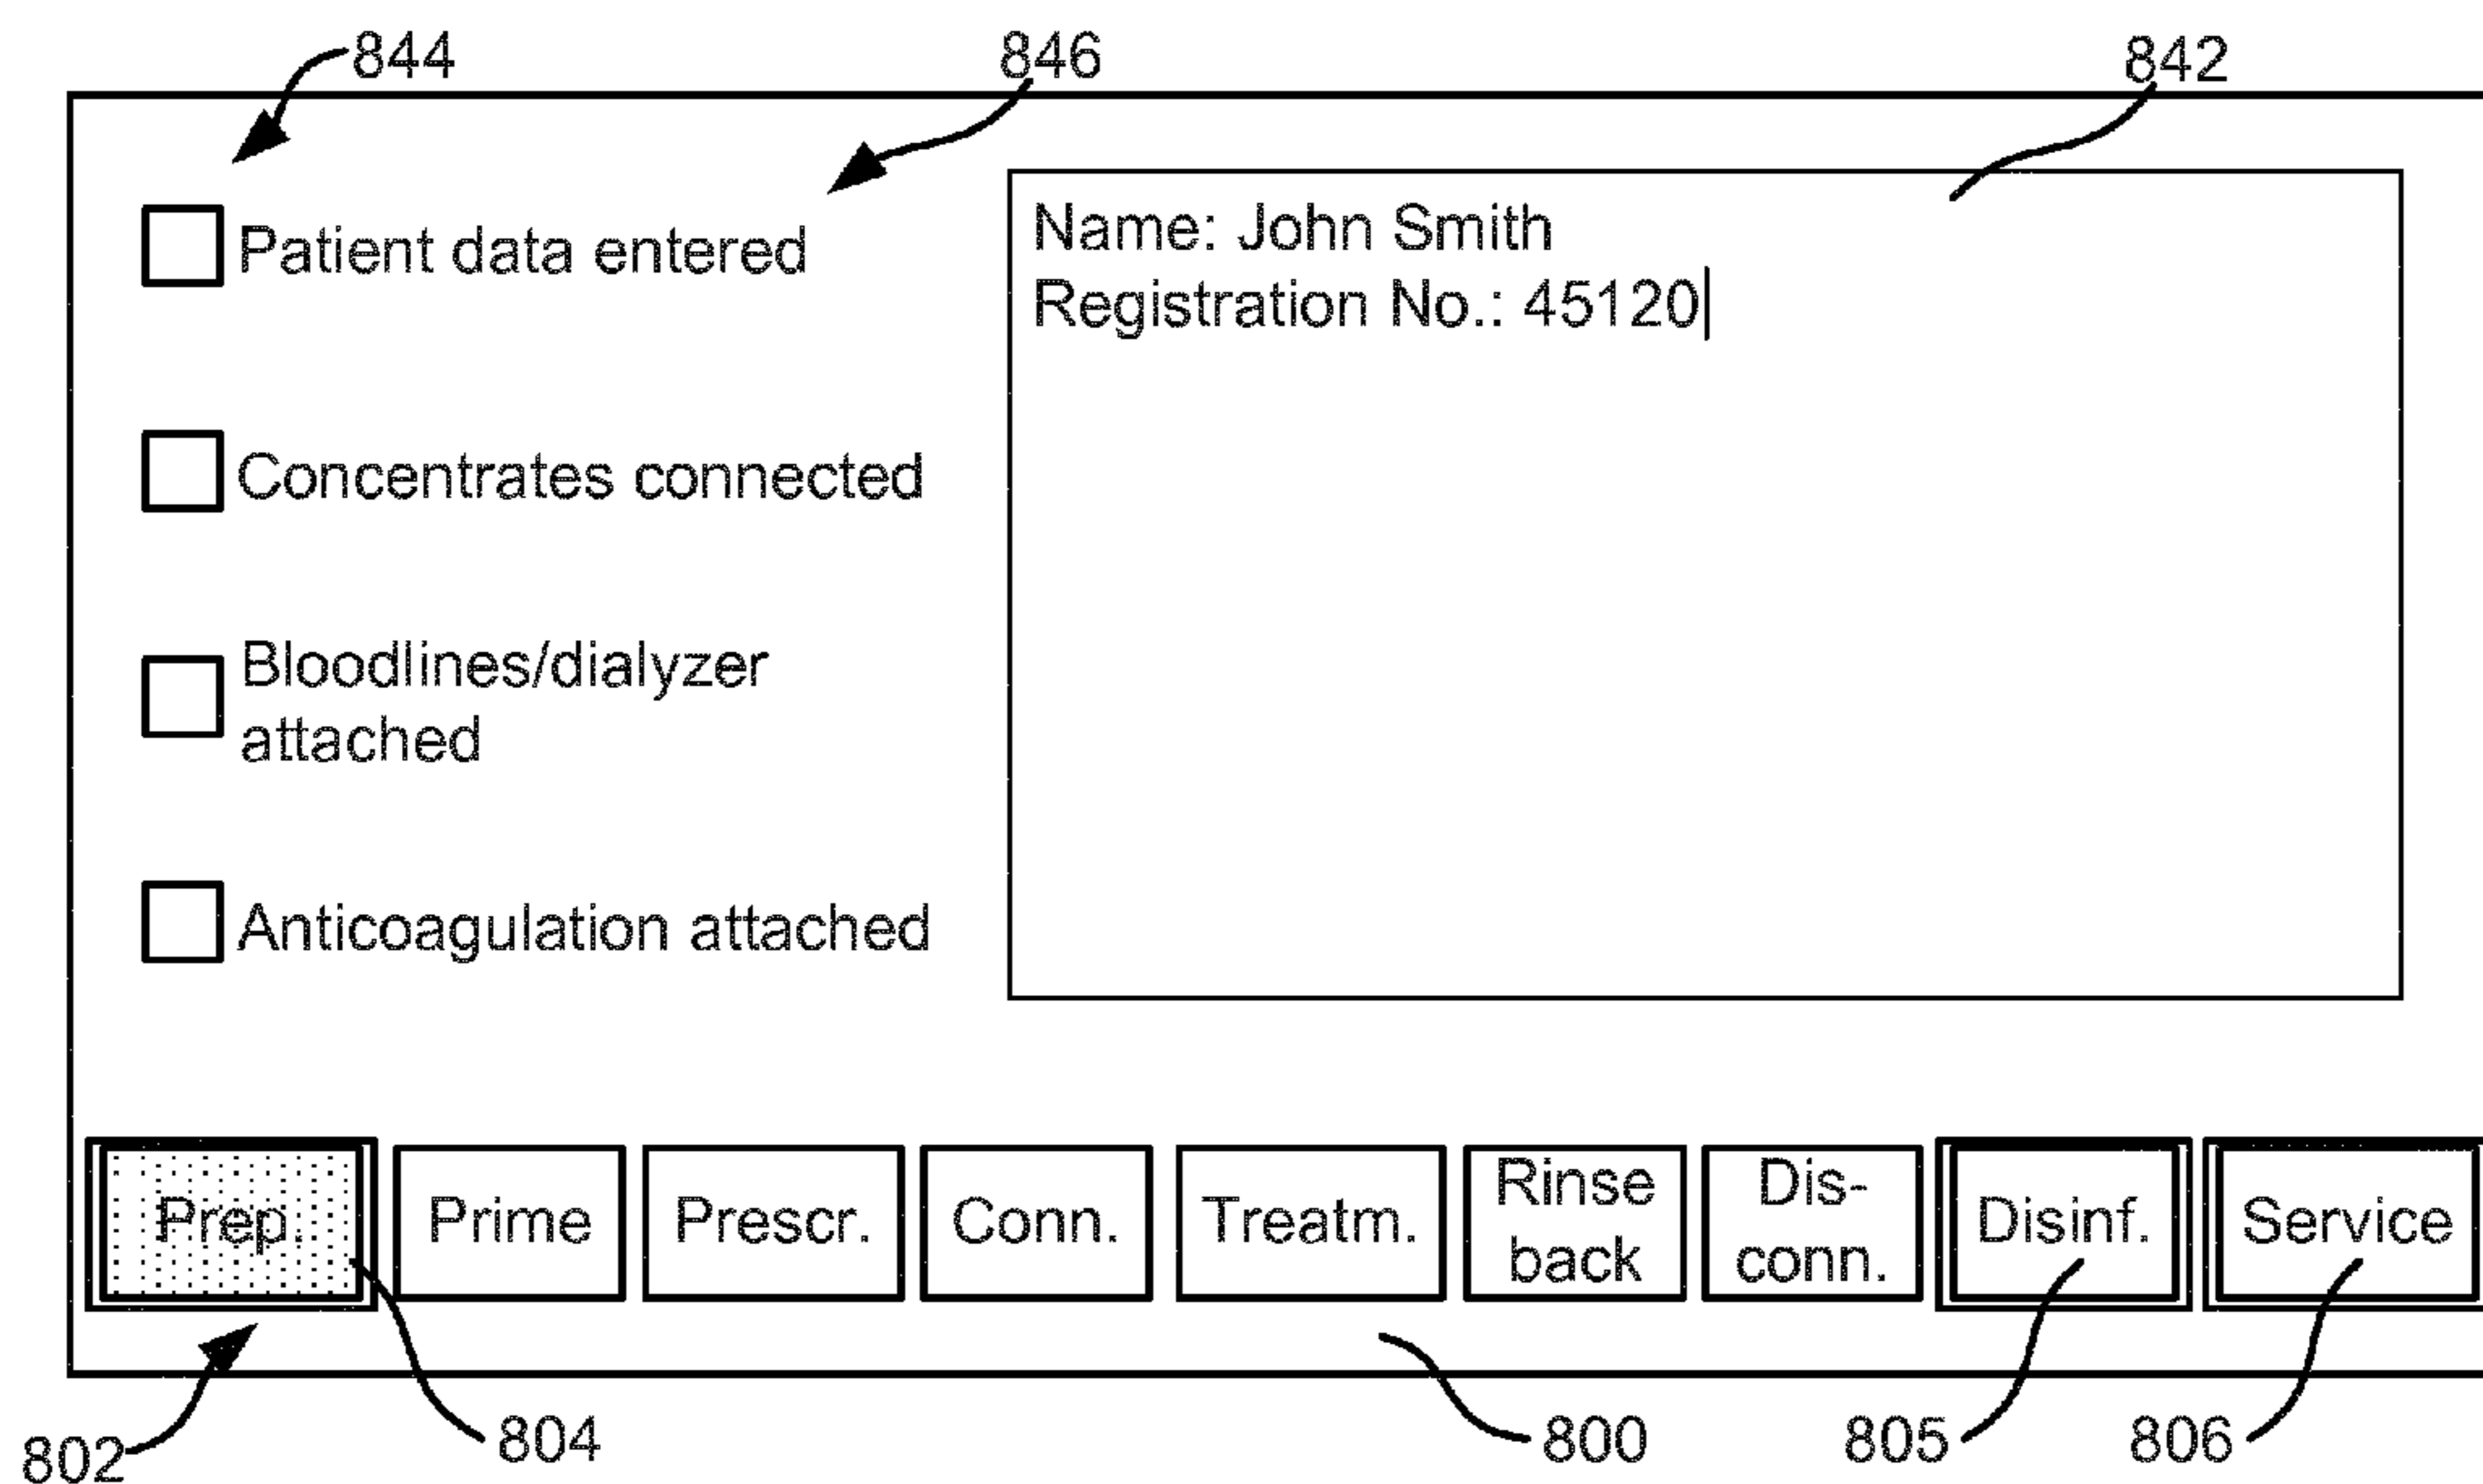 844
846
842
Patient data entered
Name: John Smith
Registration No.: 45120
Concentrates connected
Bloodlines/dialyzer
attached
Anticoagulation attached
Prep.
Prime
Prescr.
Conn.
Treatm.
Rinse
back
Dis-
conn.
Disinf.
Service
802
804
800
805
806